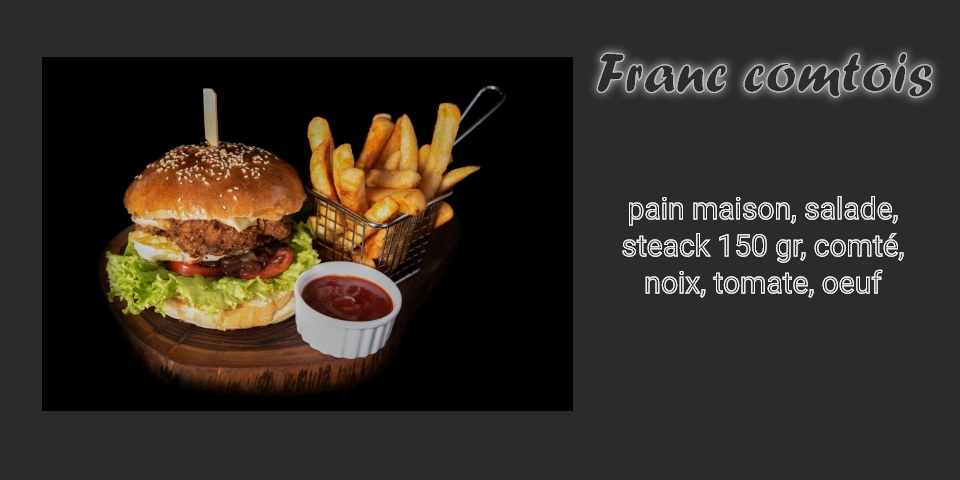 Franc comtois
pain maison, salade,
steack 150 gr, comté,
noix, tomate, oeuf